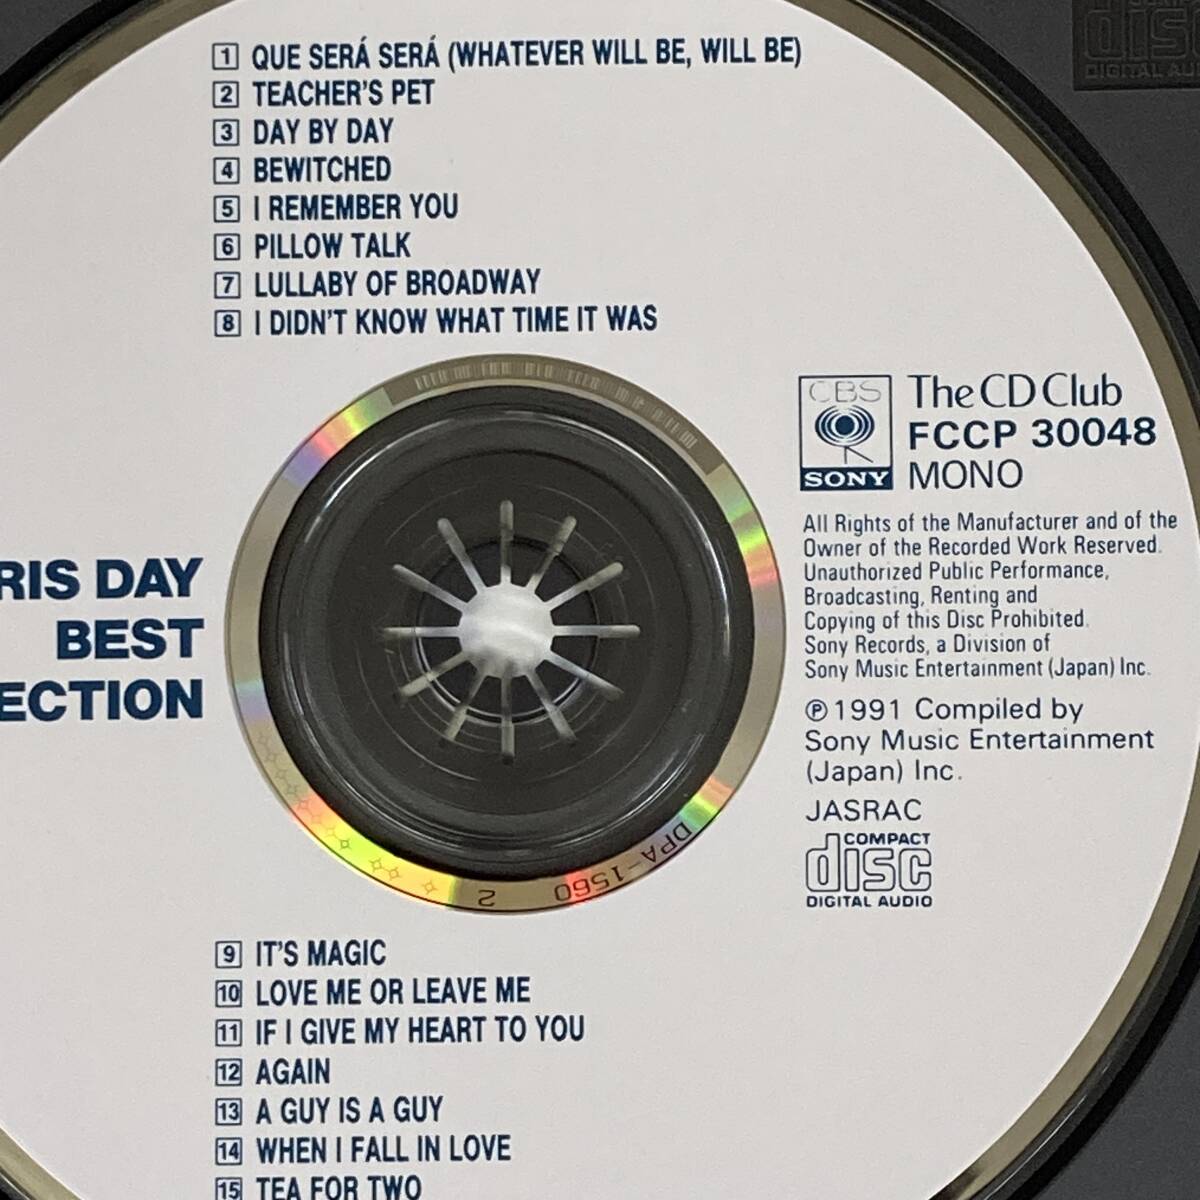 1 QUE SERÁ SERÁ (WHATEVER WILL BE, WILL BE)
2 TEACHER'S PET
3 DAY BY DAY
4 BEWITCHED
5 I REMEMBER YOU
6 PILLOW TALK
7 LULLABY OF BROADWAY
8 I DIDN'T KNOW WHAT TIME IT WAS
disc
DIGITAL AU
RIS DAY
BEST
ECTION
CBS
SONY
The CD Club
FCCP 30048
MONO
All Rights of the Manufacturer and of the
Owner of the Recorded Work Reserved.
Unauthorized Public Performance,
Broadcasting, Renting and
Copying of this Disc Prohibited.
Sony Records, a Division of
Sony Music Entertainment (Japan) Inc.
℗1991 Compiled by
Sony Music Entertainment
(Japan) Inc.
JASRAC
COMPACT
disc
DIGITAL AUDIO
DPA-1560 2
9 IT'S MAGIC
10 LOVE ME OR LEAVE ME
11 IF I GIVE MY HEART TO YOU
12 AGAIN
13 A GUY IS A GUY
14 WHEN I FALL IN LOVE
15 TEA FOR TWO